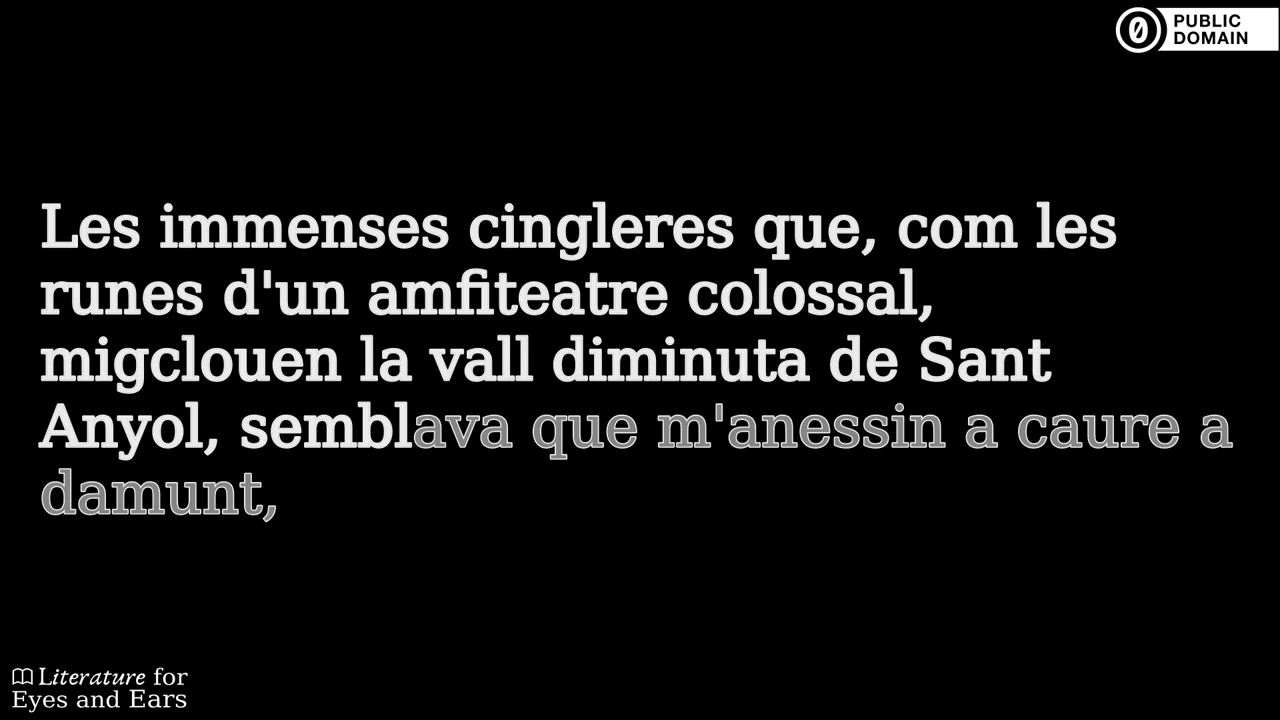 PUBLIC
DOMAIN
Les immenses cingleres que, com les
runes d'un amfiteatre colossal,
migclouen la vall diminuta de Sant
Anyol, semblava que m'anessin a caure a
damunt,
Literature for
Eyes and Ears